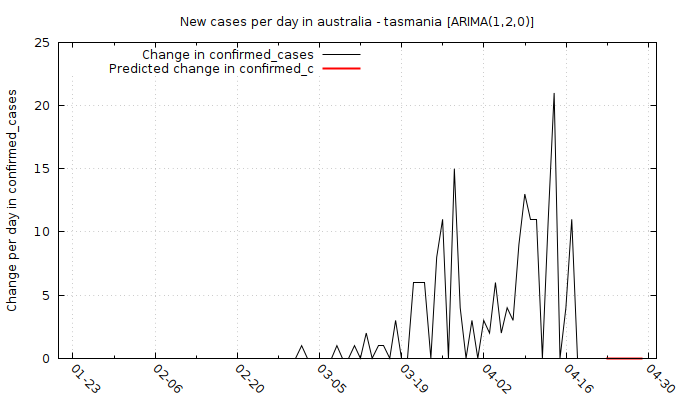 New cases per day in australia - tasmania [ARIMA(1,2,0)]
Change in confirmed_cases
Predicted change in confirmed_c
Change per day in confirmed_cases
25
20
15
10
5
0
01-23 02-06 02-20 03-05 03-19 04-02 04-16 04-30